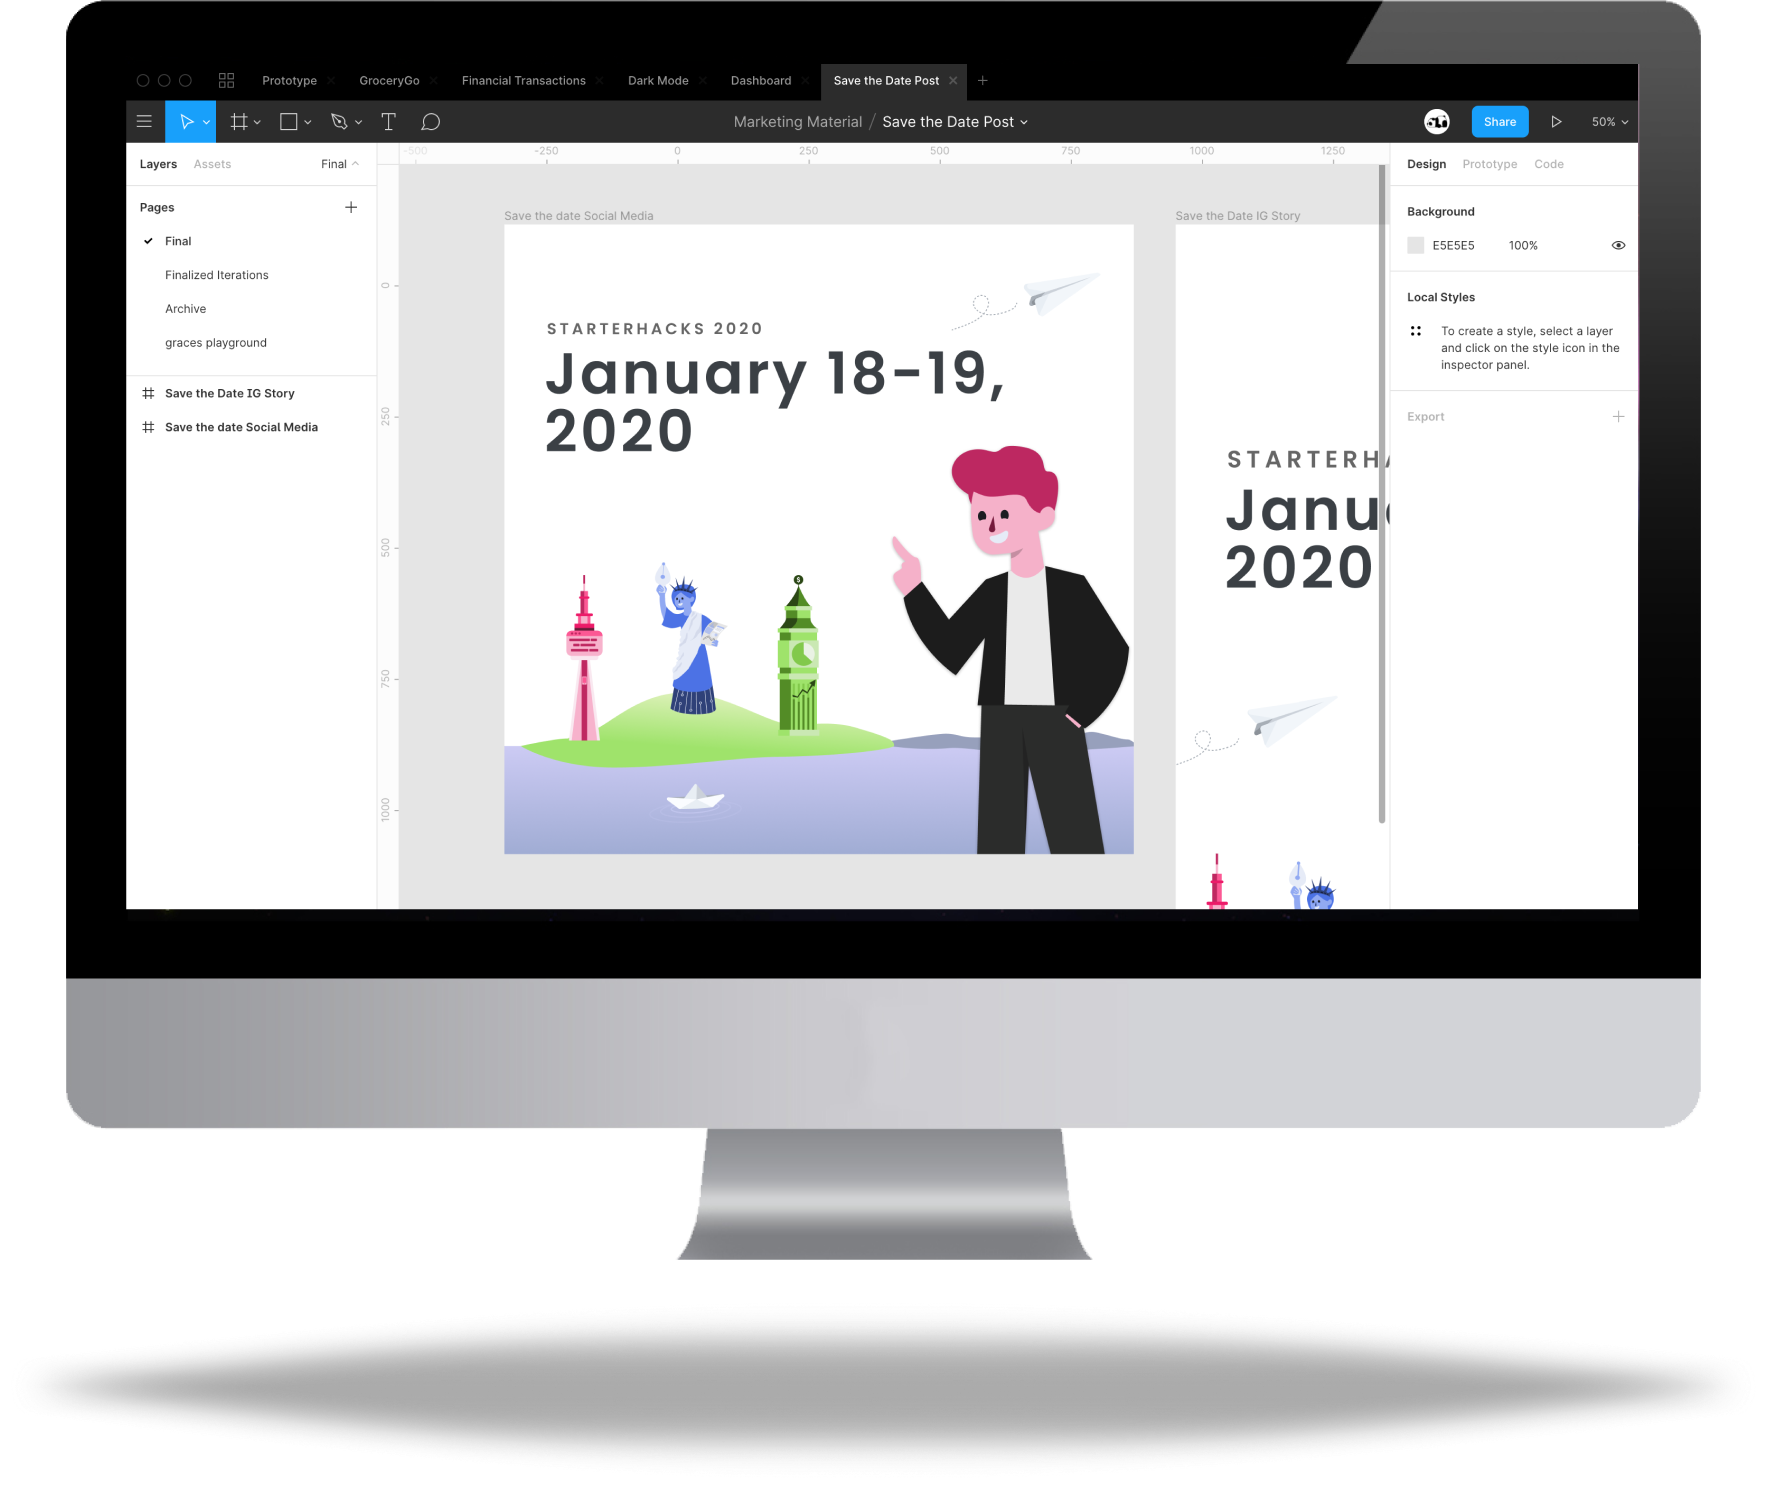 Prototype GroceryGo Financial Transactions Dark Mode Dashboard Save the Date Post
Marketing Material / Save the Date Post
Share
50%
Layers Assets Final
Pages
Final
Finalized Iterations
Archive
graces playground
Save the Date IG Story
Save the date Social Media
-500 -250 0 250 500 750 1000 1250
0
250
500
750
1000
Save the date Social Media
STARTERHACKS 2020
January 18-19,
2020
Save the Date IG Story
STARTERHA
Janu
2020
Design Prototype Code
Background
E5E5E5 100%
Local Styles
To create a style, select a layer
and click on the style icon in the
inspector panel.
Export